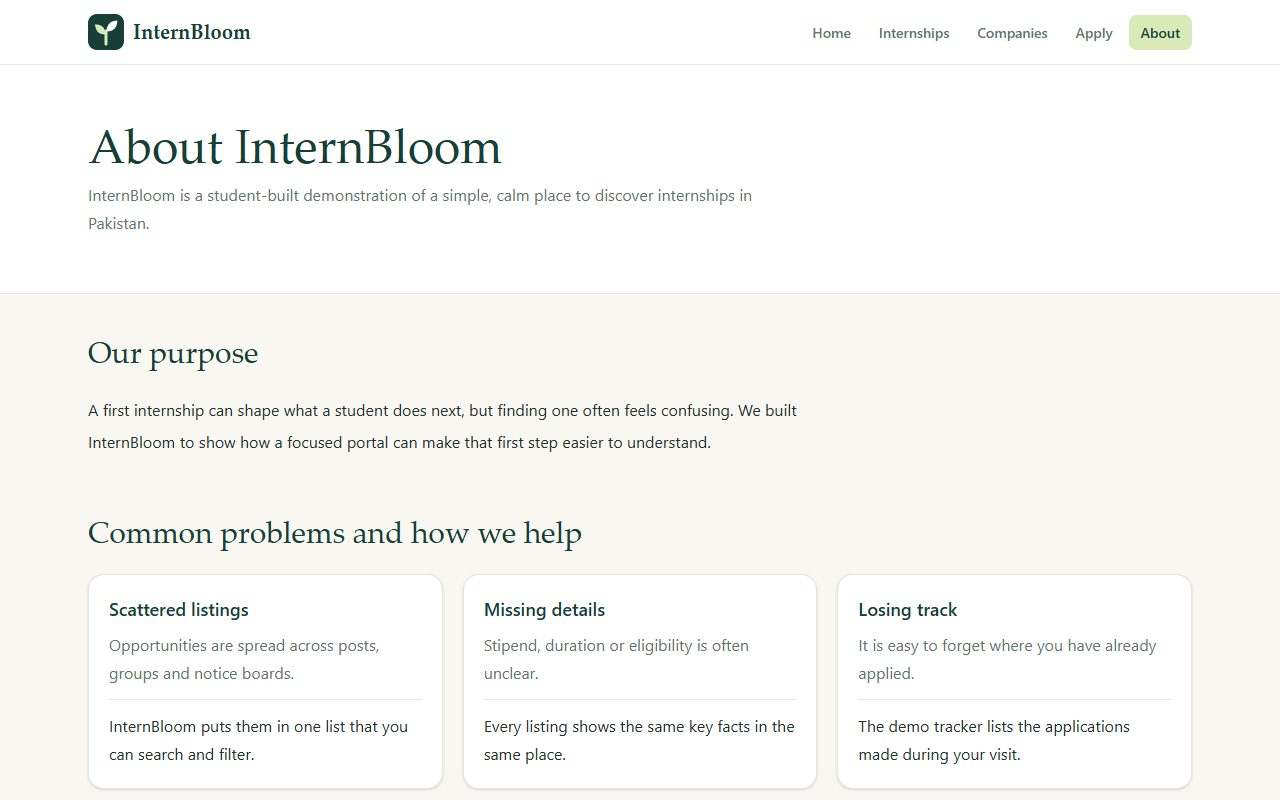 InternBloom
Home Internships Companies Apply About
About InternBloom
InternBloom is a student-built demonstration of a simple, calm place to discover internships in
Pakistan.
Our purpose
A first internship can shape what a student does next, but finding one often feels confusing. We built
InternBloom to show how a focused portal can make that first step easier to understand.
Common problems and how we help
Scattered listings
Opportunities are spread across posts,
groups and notice boards.
InternBloom puts them in one list that you
can search and filter.
Missing details
Stipend, duration or eligibility is often
unclear.
Every listing shows the same key facts in the
same place.
Losing track
It is easy to forget where you have already
applied.
The demo tracker lists the applications
made during your visit.